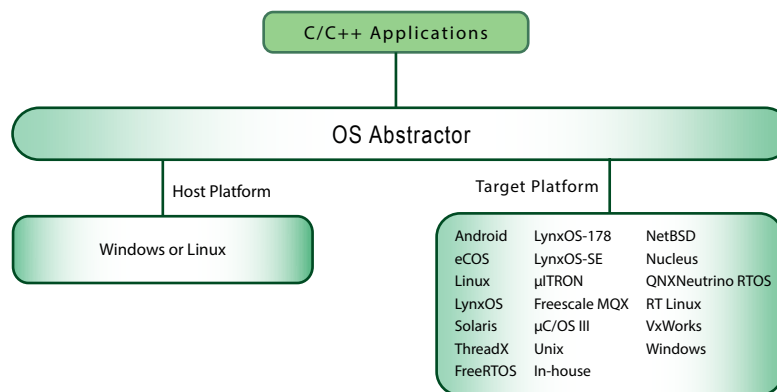 C/C++ Applications
OS Abstractor
Host Platform
Target Platform
Windows or Linux
Android LynxOS-178 NetBSD
eCOS LynxOS-SE Nucleus
Linux µITRON QNXNeutrino RTOS
LynxOS Freescale MQX RT Linux
Solaris µC/OS III VxWorks
ThreadX Unix Windows
FreeRTOS In-house